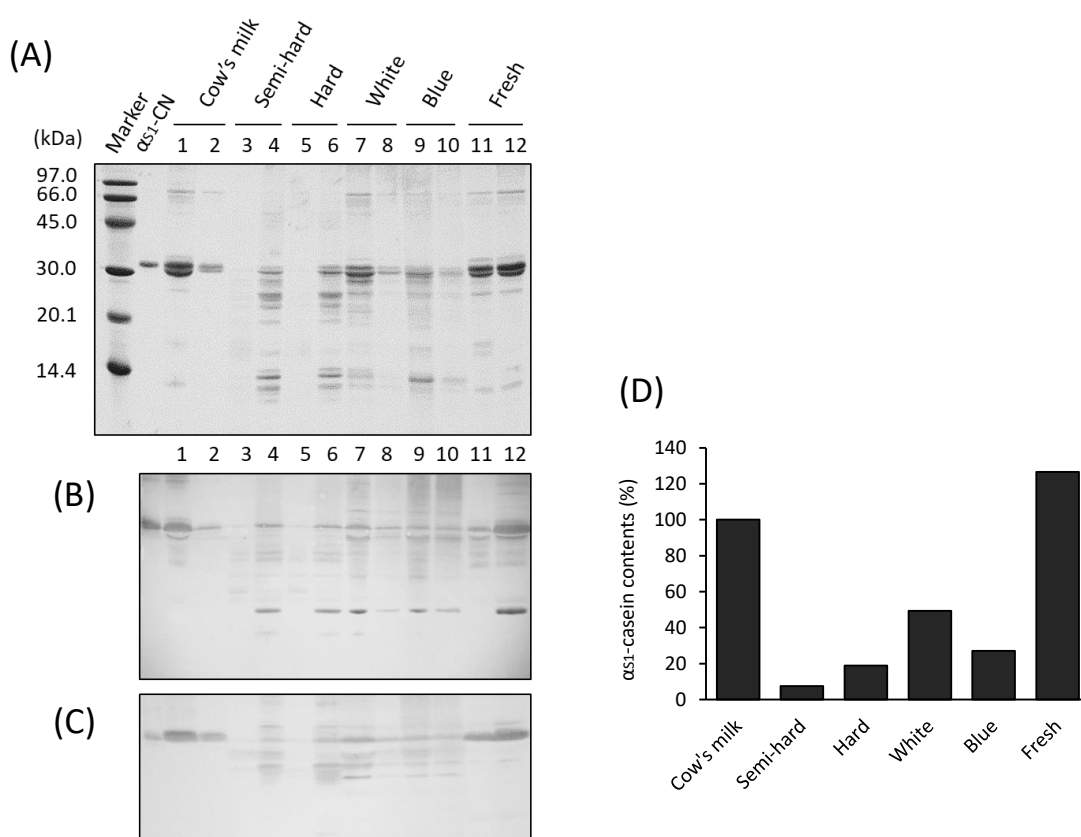 (A)
Cow's milk
Semi-hard
Hard
White
Blue
Fresh
Marker
αS1-CN
(kDa)
1 2 3 4 5 6 7 8 9 10 11 12
97.0
66.0
45.0
30.0
20.1
14.4
1 2 3 4 5 6 7 8 9 10 11 12
(B)
(C)
(D)
αS1-casein contents (%)
140
120
100
80
60
40
20
0
Cow's milk
Semi-hard
Hard
White
Blue
Fresh